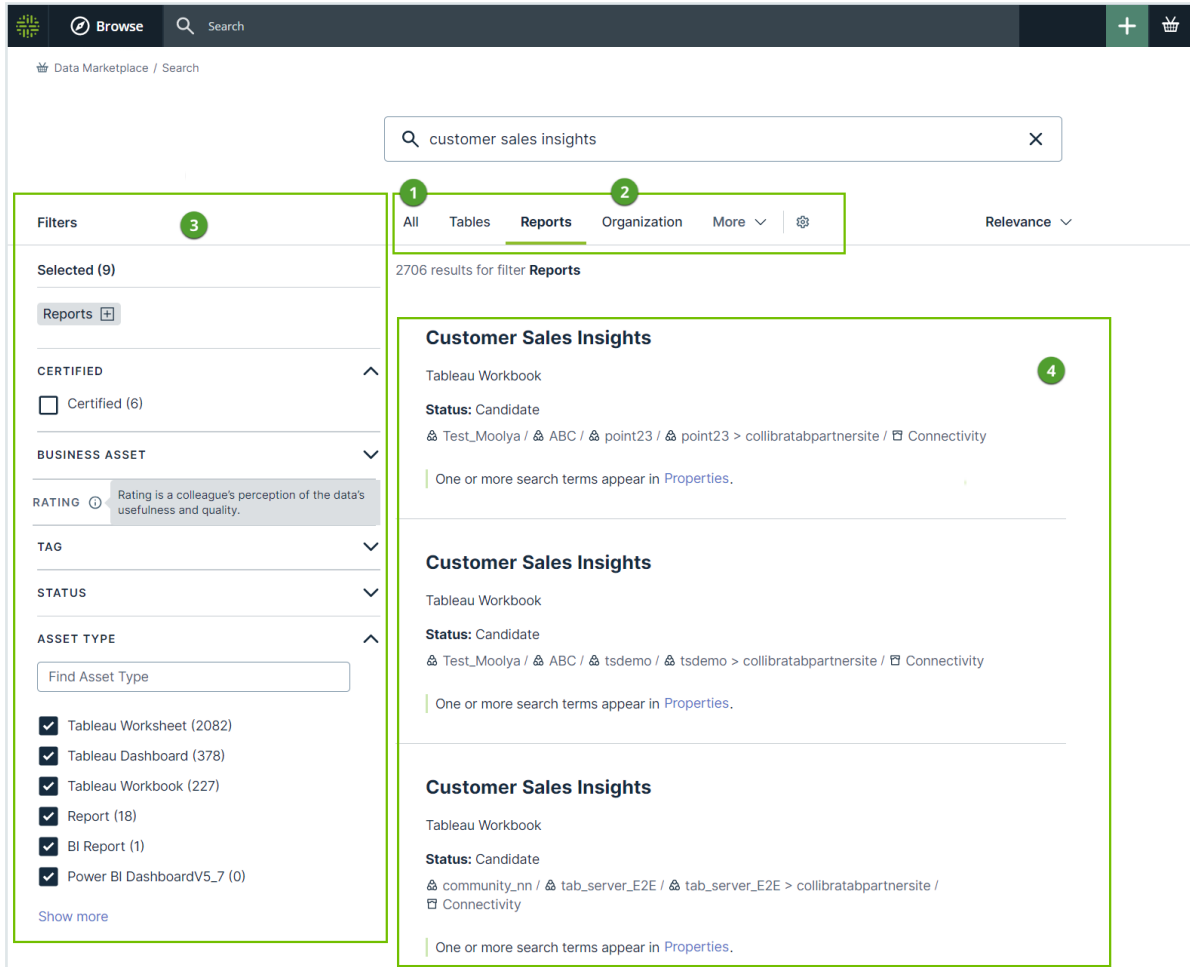 Browse
Search
Data Marketplace / Search
customer sales insights
1
2
All Tables Reports Organization More
Relevance
Filters
3
Selected (9)
2706 results for filter Reports
Reports
CERTIFIED
Certified (6)
BUSINESS ASSET
RATING
Rating is a colleague’s perception of the data’s
usefulness and quality.
TAG
STATUS
ASSET TYPE
Find Asset Type
Tableau Worksheet (2082)
Tableau Dashboard (378)
Tableau Workbook (227)
Report (18)
BI Report (1)
Power BI DashboardV5_7 (0)
Show more
Customer Sales Insights
4
Tableau Workbook
Status: Candidate
Test_Moolya / ABC / point23 / point23 > collibratabpartnersite / Connectivity
One or more search terms appear in Properties.
Customer Sales Insights
Tableau Workbook
Status: Candidate
Test_Moolya / ABC / tsdemo / tsdemo > collibratabpartnersite / Connectivity
One or more search terms appear in Properties.
Customer Sales Insights
Tableau Workbook
Status: Candidate
community_nn / tab_server_E2E / tab_server_E2E > collibratabpartnersite /
Connectivity
One or more search terms appear in Properties.